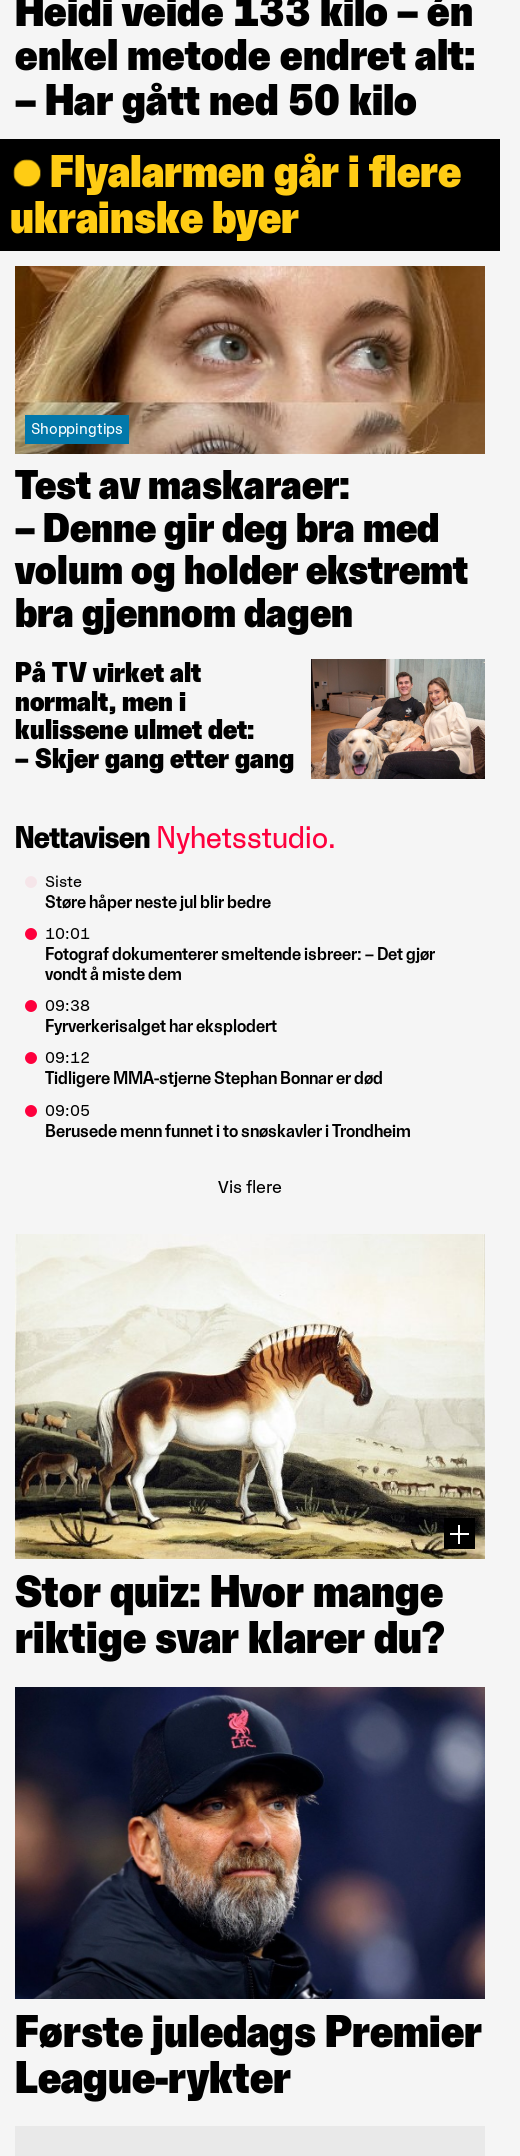 Heidi veide 133 kilo – én
enkel metode endret alt:
– Har gått ned 50 kilo
Flyalarmen går i flere
ukrainske byer
Shoppingtips
Test av maskaraer:
– Denne gir deg bra med
volum og holder ekstremt
bra gjennom dagen
På TV virket alt
normalt, men i
kulissene ulmet det:
– Skjer gang etter gang
Nettavisen Nyhetsstudio.
Siste
Støre håper neste jul blir bedre
10:01
Fotograf dokumenterer smeltende isbreer: – Det gjør
vondt å miste dem
09:38
Fyrverkerisalget har eksplodert
09:12
Tidligere MMA-stjerne Stephan Bonnar er død
09:05
Berusede menn funnet i to snøskavler i Trondheim
Vis flere
Stor quiz: Hvor mange
riktige svar klarer du?
L.F.C.
Første juledags Premier
League-rykter